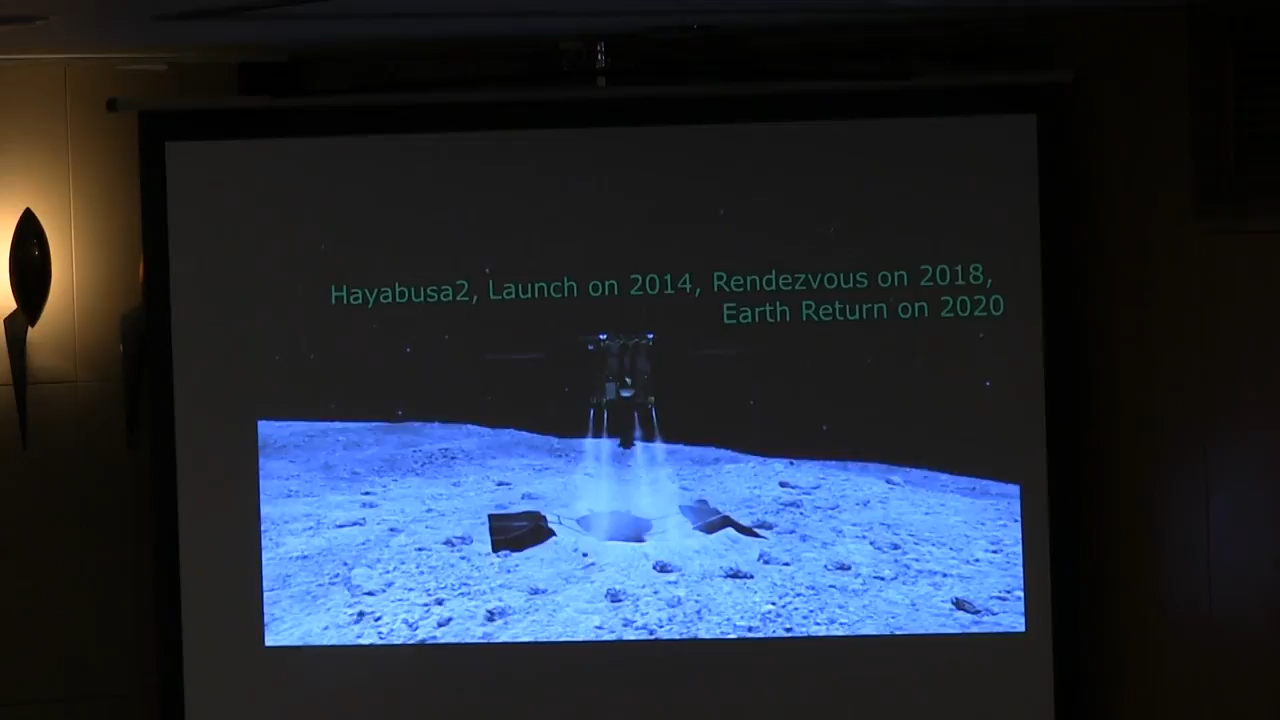 Hayabusa2, Launch on 2014, Rendezvous on 2018,
Earth Return on 2020